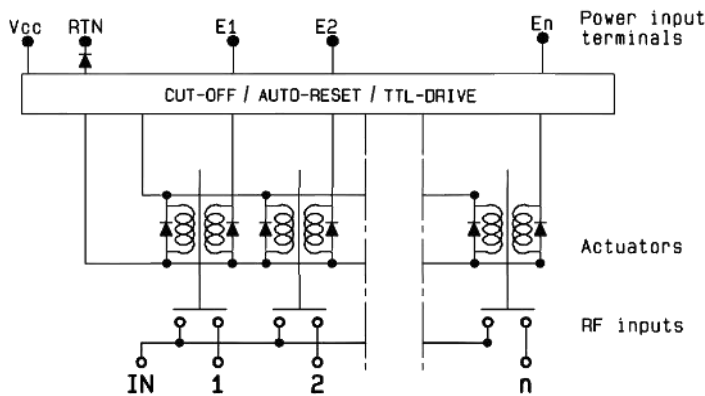 Vcc RTN E1 E2 En
Power input
terminals
CUT-OFF / AUTO-RESET / TTL-DRIVE
Actuators
RF inputs
IN 1 2 n